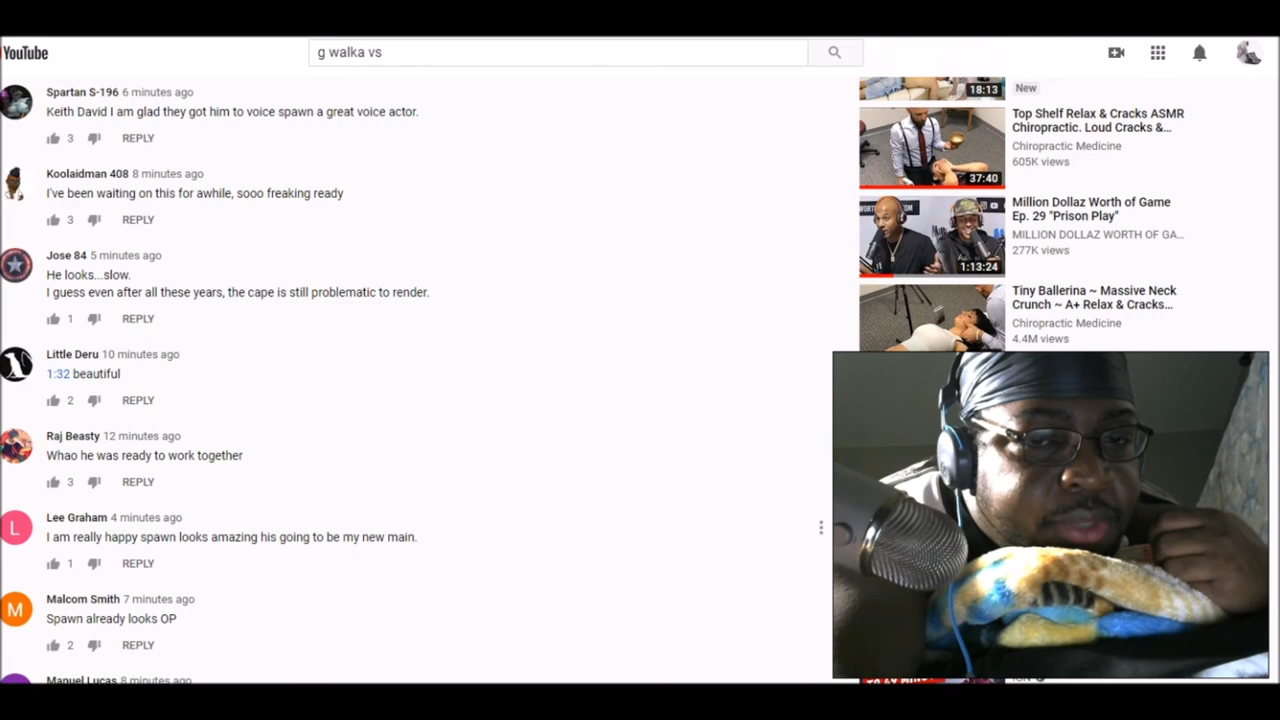 YouTube
g walka vs
Spartan S-196 6 minutes ago
Keith David I am glad they got him to voice spawn a great voice actor.
3 REPLY
Koolaidman 408 8 minutes ago
I've been waiting on this for awhile, sooo freaking ready
3 REPLY
Jose 84 5 minutes ago
He looks...slow.
I guess even after all these years, the cape is still problematic to render.
1 REPLY
Little Deru 10 minutes ago
1:32 beautiful
2 REPLY
Raj Beasty 12 minutes ago
Whao he was ready to work together
3 REPLY
L
Lee Graham 4 minutes ago
I am really happy spawn looks amazing his going to be my new main.
1 REPLY
M
Malcom Smith 7 minutes ago
Spawn already looks OP
2 REPLY
Manuel Lucas 8 minutes ago
18:13
New
37:40
Top Shelf Relax & Cracks ASMR
Chiropractic. Loud Cracks &...
Chiropractic Medicine
605K views
1:13:24
Million Dollaz Worth of Game
Ep. 29 "Prison Play"
MILLION DOLLAZ WORTH OF GA...
277K views
Tiny Ballerina ~ Massive Neck
Crunch ~ A+ Relax & Cracks...
Chiropractic Medicine
4.4M views